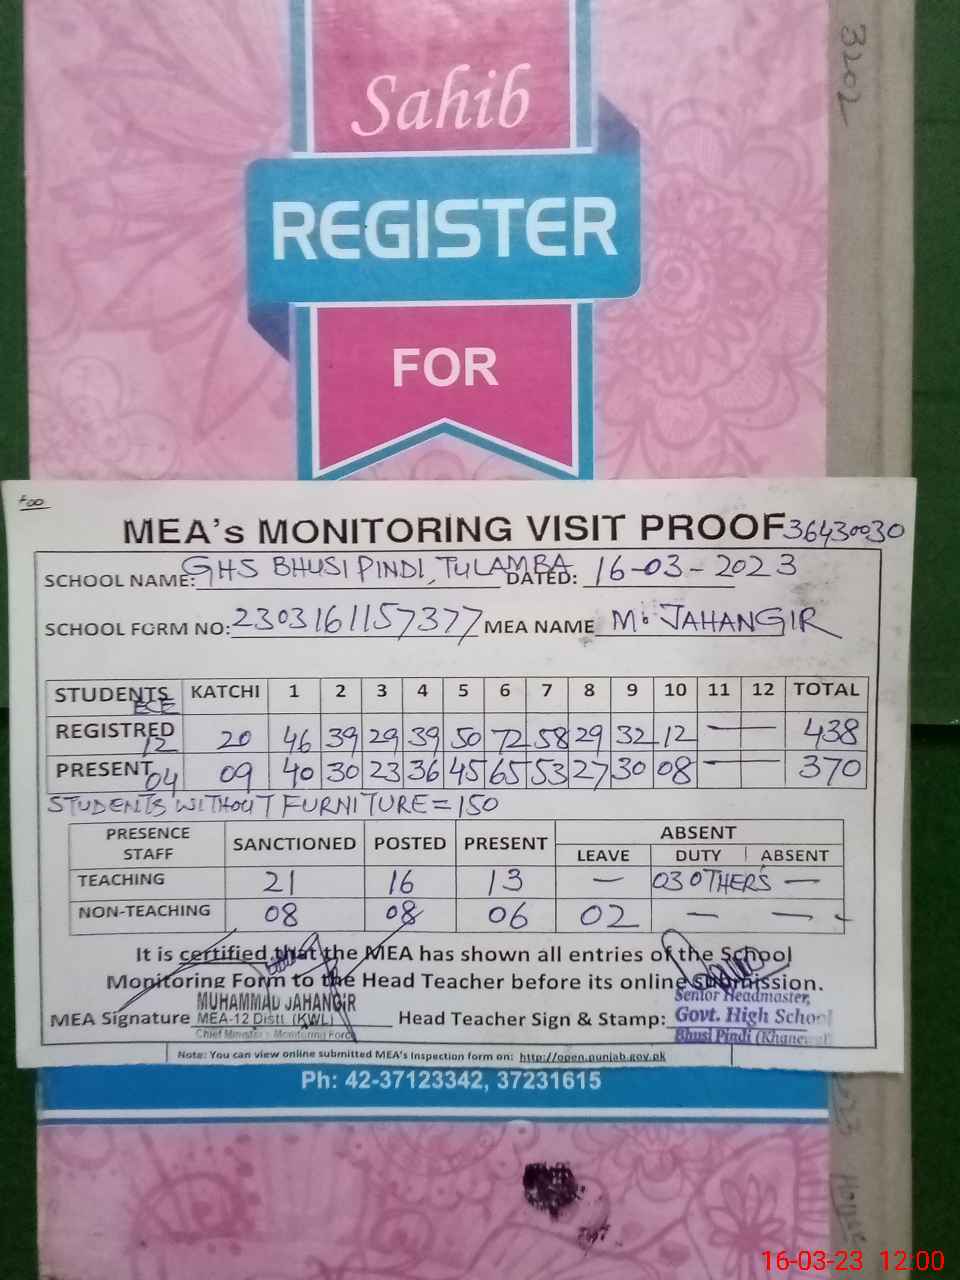 3202
Sahib
REGISTER
FOR
MEA's MONITORING VISIT PROOF 36430030
SCHOOL NAME: GHS BHUSI PINDI, TULAMBA DATED: 16-03-2023
SCHOOL FORM NO: 2303161157377 MEA NAME M. JAHANGIR
STUDENTS ECE KATCHI 1 2 3 4 5 6 7 8 9 10 11 12 TOTAL
REGISTRED 12 20 46 39 29 39 50 72 58 29 32 12 — 438
PRESENT 04 09 40 30 23 36 45 65 53 27 30 08 — 370
STUDENTS WITHOUT FURNITURE = 150
PRESENCE STAFF SANCTIONED POSTED PRESENT ABSENT
LEAVE DUTY ABSENT
TEACHING 21 16 13 — 03 OTHERS —
NON-TEACHING 08 08 06 02 — —
It is certified that the MEA has shown all entries of the School
Monitoring Form to the Head Teacher before its online submission.
MUHAMMAD JAHANGIR
MEA Signature MEA-12 Distt. (KWL)
Chief Minister's Monitoring Force
Head Teacher Sign & Stamp:
Senior Headmaster,
Govt. High School
Bhusi Pindi (Khanewal)
Note: You can view online submitted MEA's Inspection form on: http://open.punjab.gov.pk
Ph: 42-37123342, 37231615
16-03-23 12:00